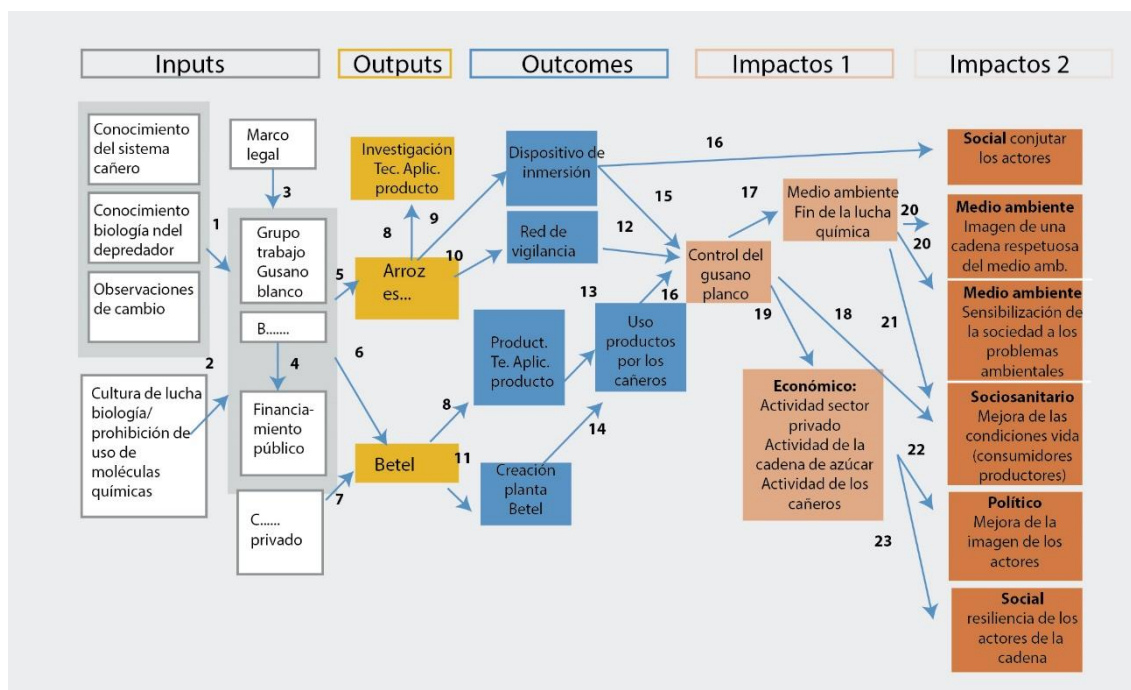 Inputs
Outputs
Outcomes
Impactos 1
Impactos 2
Conocimiento
del sistema
cañero
Conocimiento
biología ndel
depredador
Observaciones
de cambio
1
2
Cultura de lucha
biología/
prohibición de
uso de
moléculas
químicas
Marco
legal
3
Grupo
trabajo
Gusano
blanco
B.......
4
Financia-
miento
público
C......
privado
5
6
7
Investigación
Tec. Aplic.
producto
8
9
10
Arroz
es...
Betel
8
11
Dispositivo de
inmersión
Red de
vigilancia
Product.
Te. Aplic.
producto
Creación
planta
Betel
12
13
14
15
16
16
Uso
productos
por los
cañeros
Control del
gusano
planco
17
18
19
Medio ambiente
Fin de la lucha
química
20
20
21
Económico:
Actividad sector
privado
Actividad de la
cadena de azúcar
Actividad de los
cañeros
22
23
Social conjutar
los actores
Medio ambiente
Imagen de una
cadena respetuosa
del medio amb.
Medio ambiente
Sensibilización de
la sociedad a los
problemas
ambientales
Sociosanitario
Mejora de las
condiciones vida
(consumidores
productores)
Político
Mejora de la
imagen de los
actores
Social
resiliencia de los
actores de la
cadena